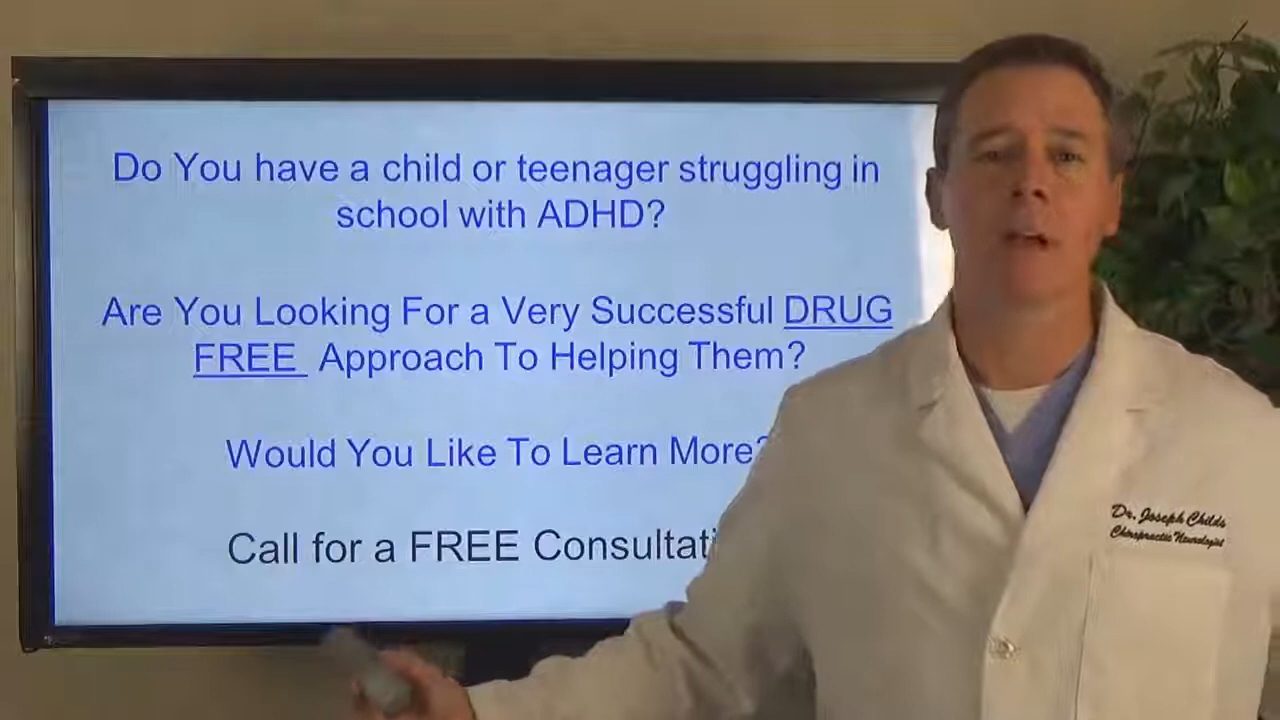 Do You have a child or teenager struggling in
school with ADHD?
Are You Looking For a Very Successful DRUG
FREE Approach To Helping Them?
Would You Like To Learn More?
Call for a FREE Consultati
Dr. Joseph Childs
Chiropractic Neurologist